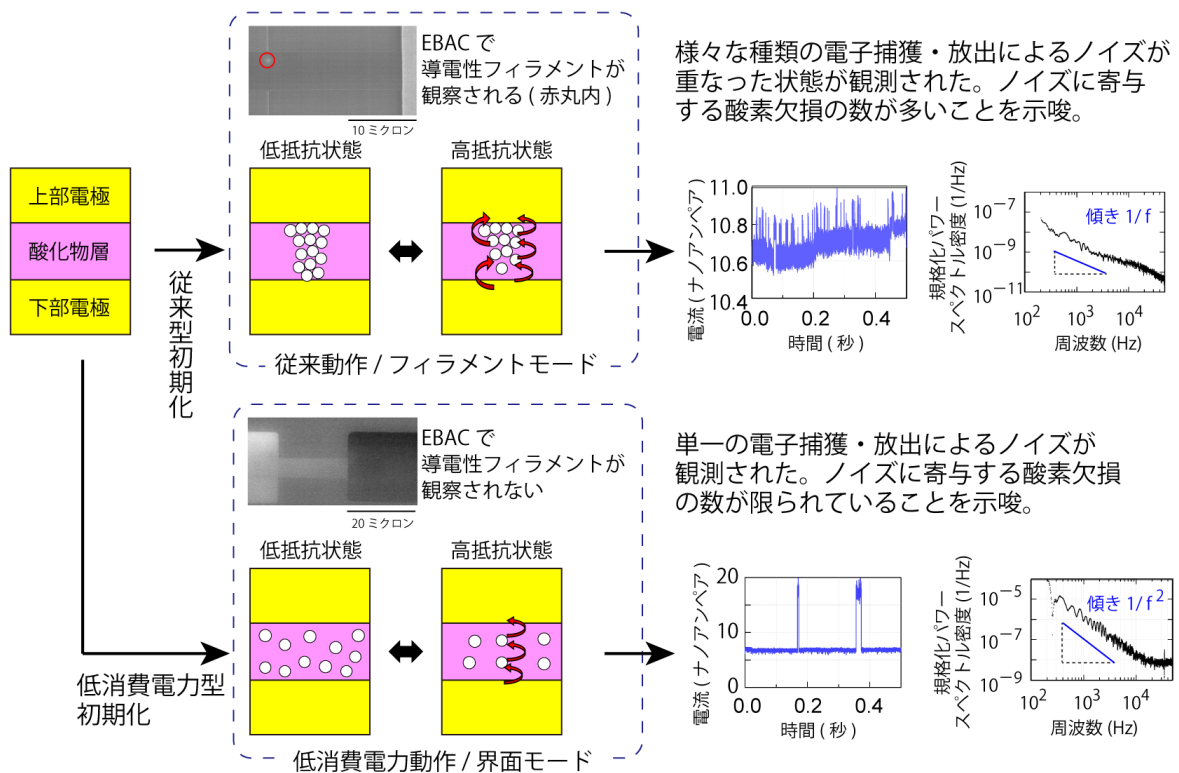 EBACで
導電性フィラメントが
観察される(赤丸内)
10 ミクロン
低抵抗状態
高抵抗状態
従来動作 / フィラメントモード
様々な種類の電子捕獲・放出によるノイズが
重なった状態が観測された。ノイズに寄与
する酸素欠損の数が多いことを示唆。
上部電極
酸化物層
下部電極
従来型初期化
電流 ( ナノアンペア )
11.0
10.8
10.6
10.4
0.0
0.2
0.4
時間 ( 秒 )
規格化パワー
スペクトル密度 (1/Hz)
10⁻⁷
10⁻⁹
10⁻¹¹
傾き 1/f
10²
10³
10⁴
周波数 (Hz)
EBACで
導電性フィラメントが
観察されない
20 ミクロン
低抵抗状態
高抵抗状態
低消費電力動作 / 界面モード
低消費電力型
初期化
単一の電子捕獲・放出によるノイズが
観測された。ノイズに寄与する酸素欠損
の数が限られていることを示唆。
電流 ( ナノアンペア )
20
10
0
0.0
0.2
0.4
時間 ( 秒 )
規格化パワー
スペクトル密度 (1/Hz)
10⁻⁵
10⁻⁷
10⁻⁹
傾き 1/f²
10²
10³
10⁴
周波数 (Hz)